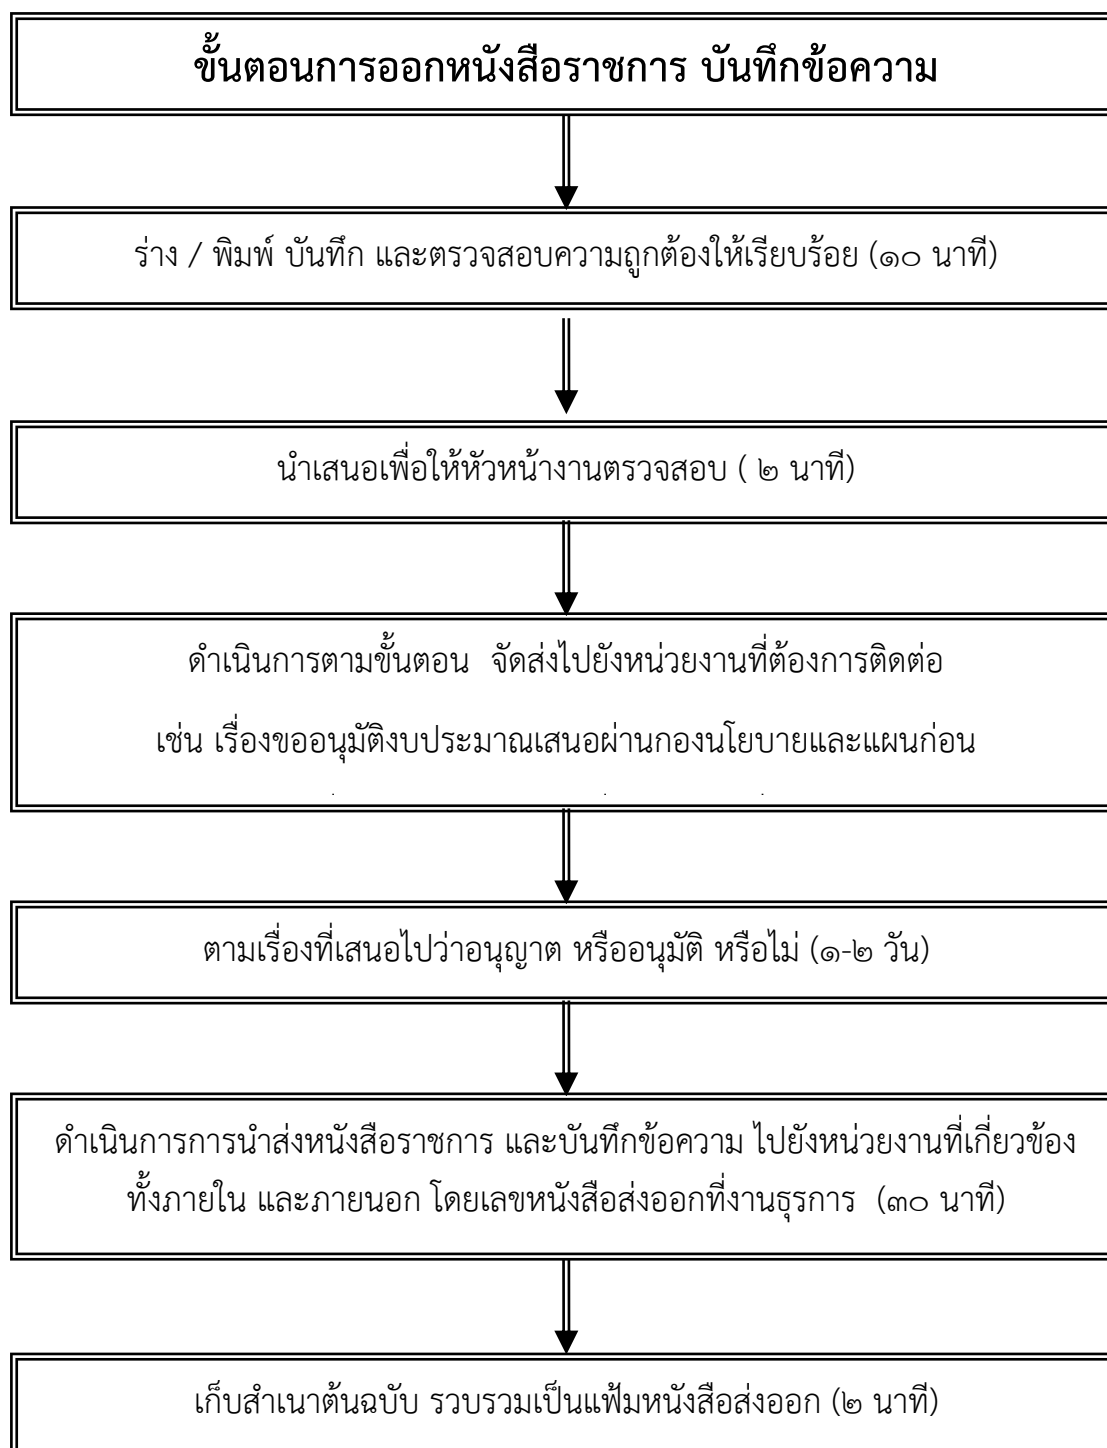 ขั้นตอนการออกหนังสือราชการ บันทึกข้อความ
ร่าง / พิมพ์ บันทึก และตรวจสอบความถูกต้องให้เรียบร้อย (๑๐ นาที)
นำเสนอเพื่อให้หัวหน้างานตรวจสอบ ( ๒ นาที)
ดำเนินการตามขั้นตอน จัดส่งไปยังหน่วยงานที่ต้องการติดต่อ
เช่น เรื่องขออนุมัติงบประมาณเสนอผ่านกองนโยบายและแผนก่อน
ตามเรื่องที่เสนอไปว่าอนุญาต หรืออนุมัติ หรือไม่ (๑-๒ วัน)
ดำเนินการการนำส่งหนังสือราชการ และบันทึกข้อความ ไปยังหน่วยงานที่เกี่ยวข้อง
ทั้งภายใน และภายนอก โดยเลขหนังสือส่งออกที่งานธุรการ (๓๐ นาที)
เก็บสำเนาต้นฉบับ รวบรวมเป็นแฟ้มหนังสือส่งออก (๒ นาที)